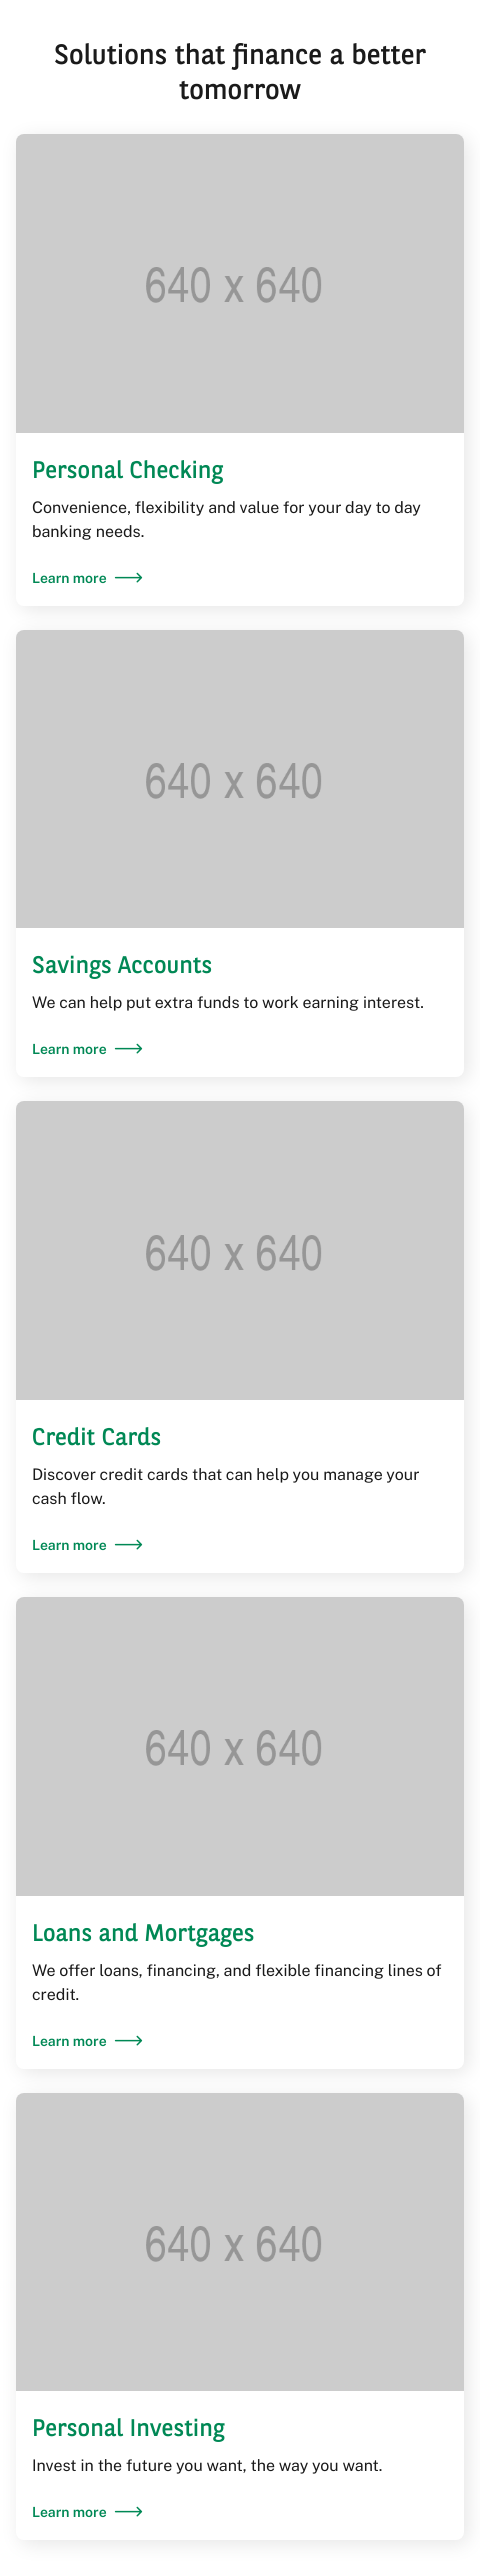 Solutions that finance a better
tomorrow
640 x 640
Personal Checking
Convenience, flexibility and value for your day to day
banking needs.
Learn more
640 x 640
Savings Accounts
We can help put extra funds to work earning interest.
Learn more
640 x 640
Credit Cards
Discover credit cards that can help you manage your
cash flow.
Learn more
640 x 640
Loans and Mortgages
We offer loans, financing, and flexible financing lines of
credit.
Learn more
640 x 640
Personal Investing
Invest in the future you want, the way you want.
Learn more